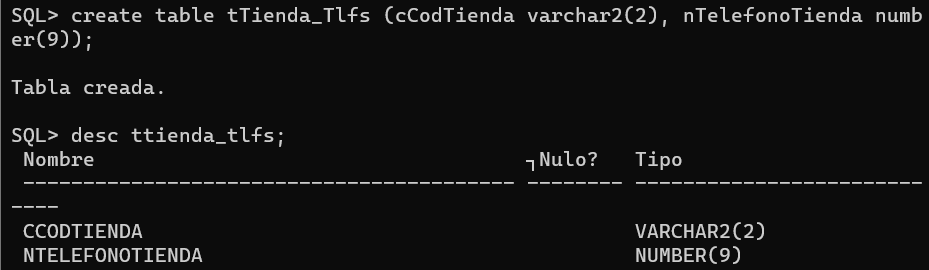 SQL> create table tTienda_Tlfs (cCodTienda varchar2(2), nTelefonoTienda numb
er(9));
Tabla creada.
SQL> desc ttienda_tlfs;
Nombre ┐Nulo? Tipo
----------------------------------------- -------- ------------------------
----
CCODTIENDA VARCHAR2(2)
NTELEFONOTIENDA NUMBER(9)